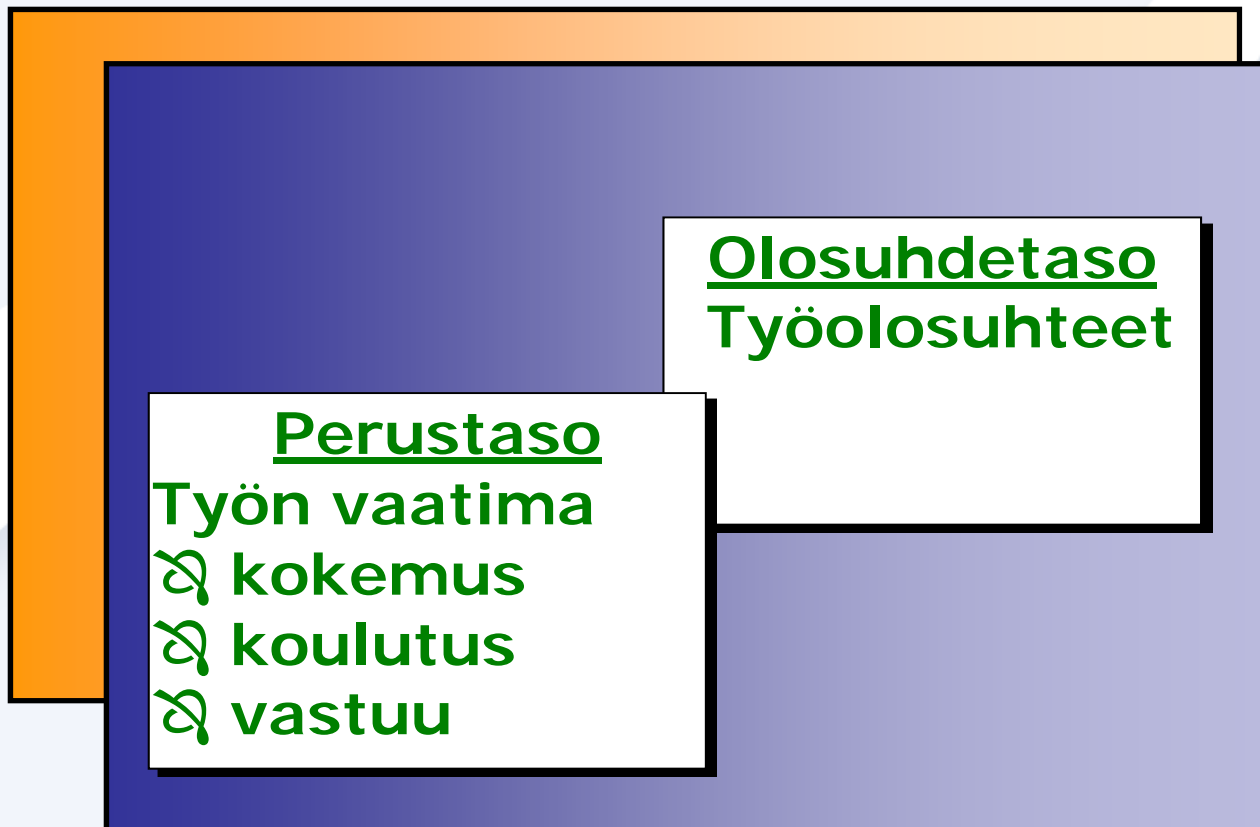 Olosuhdetaso
Työolosuhteet
Perustaso
Työn vaatima
kokemus
koulutus
vastuu